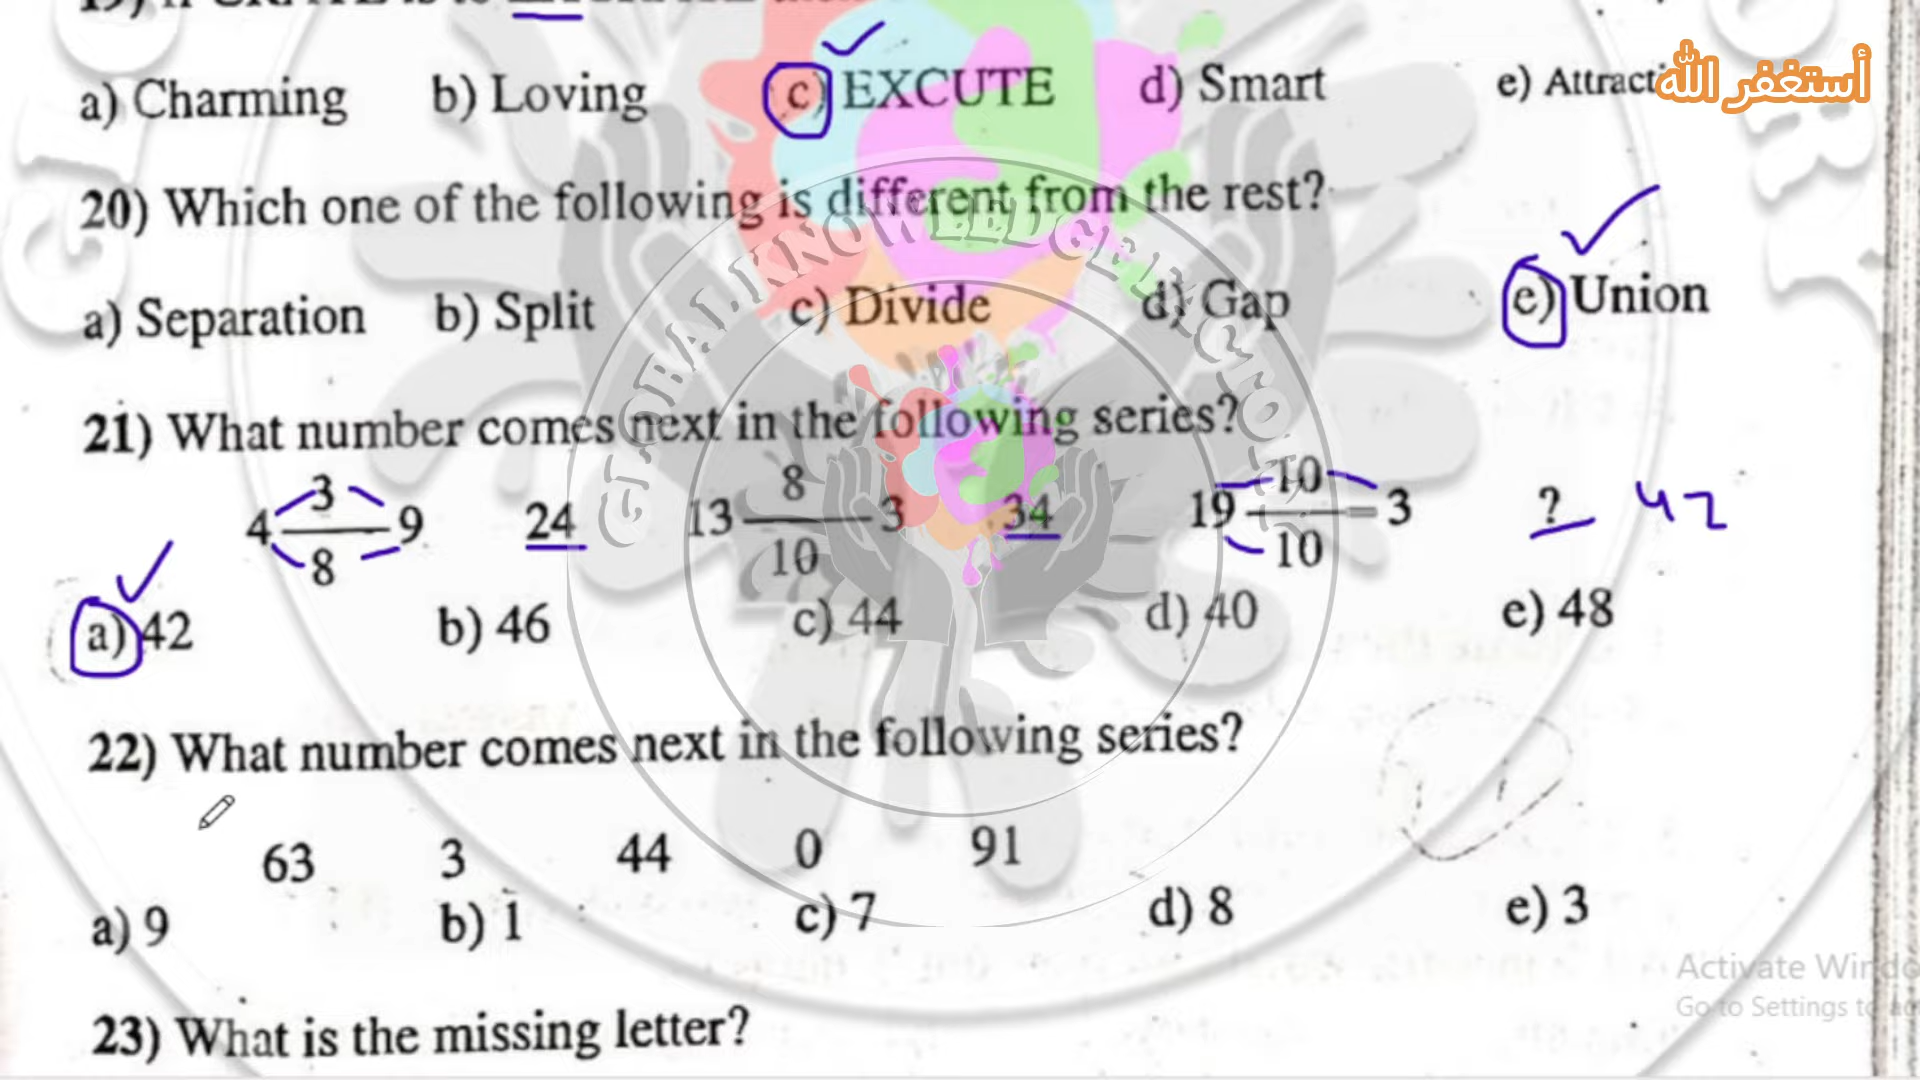 أستغفر الله
a) Charming b) Loving c) EXCUTE d) Smart e) Attracti
20) Which one of the following is different from the rest?
a) Separation b) Split c) Divide d) Gap e) Union
21) What number comes next in the following series?
3 8 10
4 9 24 13 3 34 19 3 ? 42
8 10 10
a) 42 b) 46 c) 44 d) 40 e) 48
22) What number comes next in the following series?
63 3 44 0 91
a) 9 b) 1 c) 7 d) 8 e) 3
23) What is the missing letter?
Activate Windo
Go to Settings to